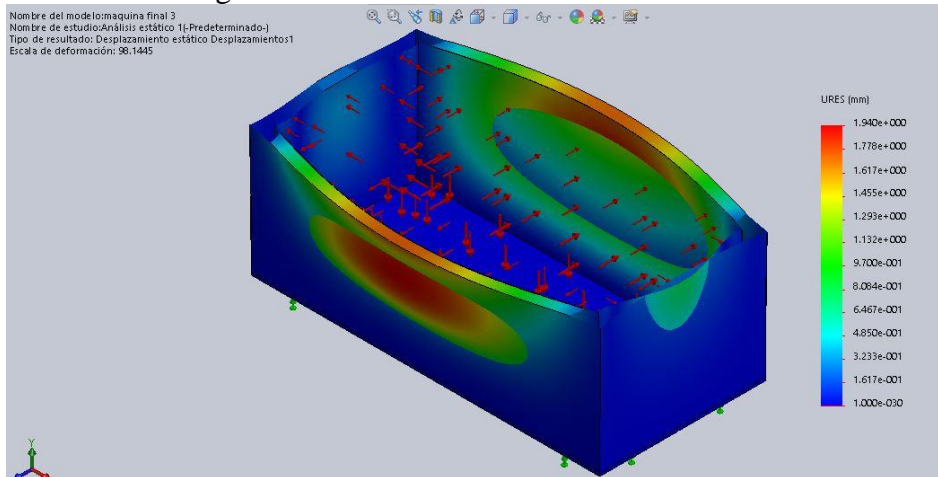 Nombre del modelo:maquina final 3
Nombre de estudio:Análisis estático 1(-Predeterminado-)
Tipo de resultado: Desplazamiento estático Desplazamientos1
Escala de deformación: 98.1445
URES (mm)
1.940e+000
1.778e+000
1.617e+000
1.455e+000
1.293e+000
1.132e+000
9.700e-001
8.084e-001
6.467e-001
4.850e-001
3.233e-001
1.617e-001
1.000e-030
Y